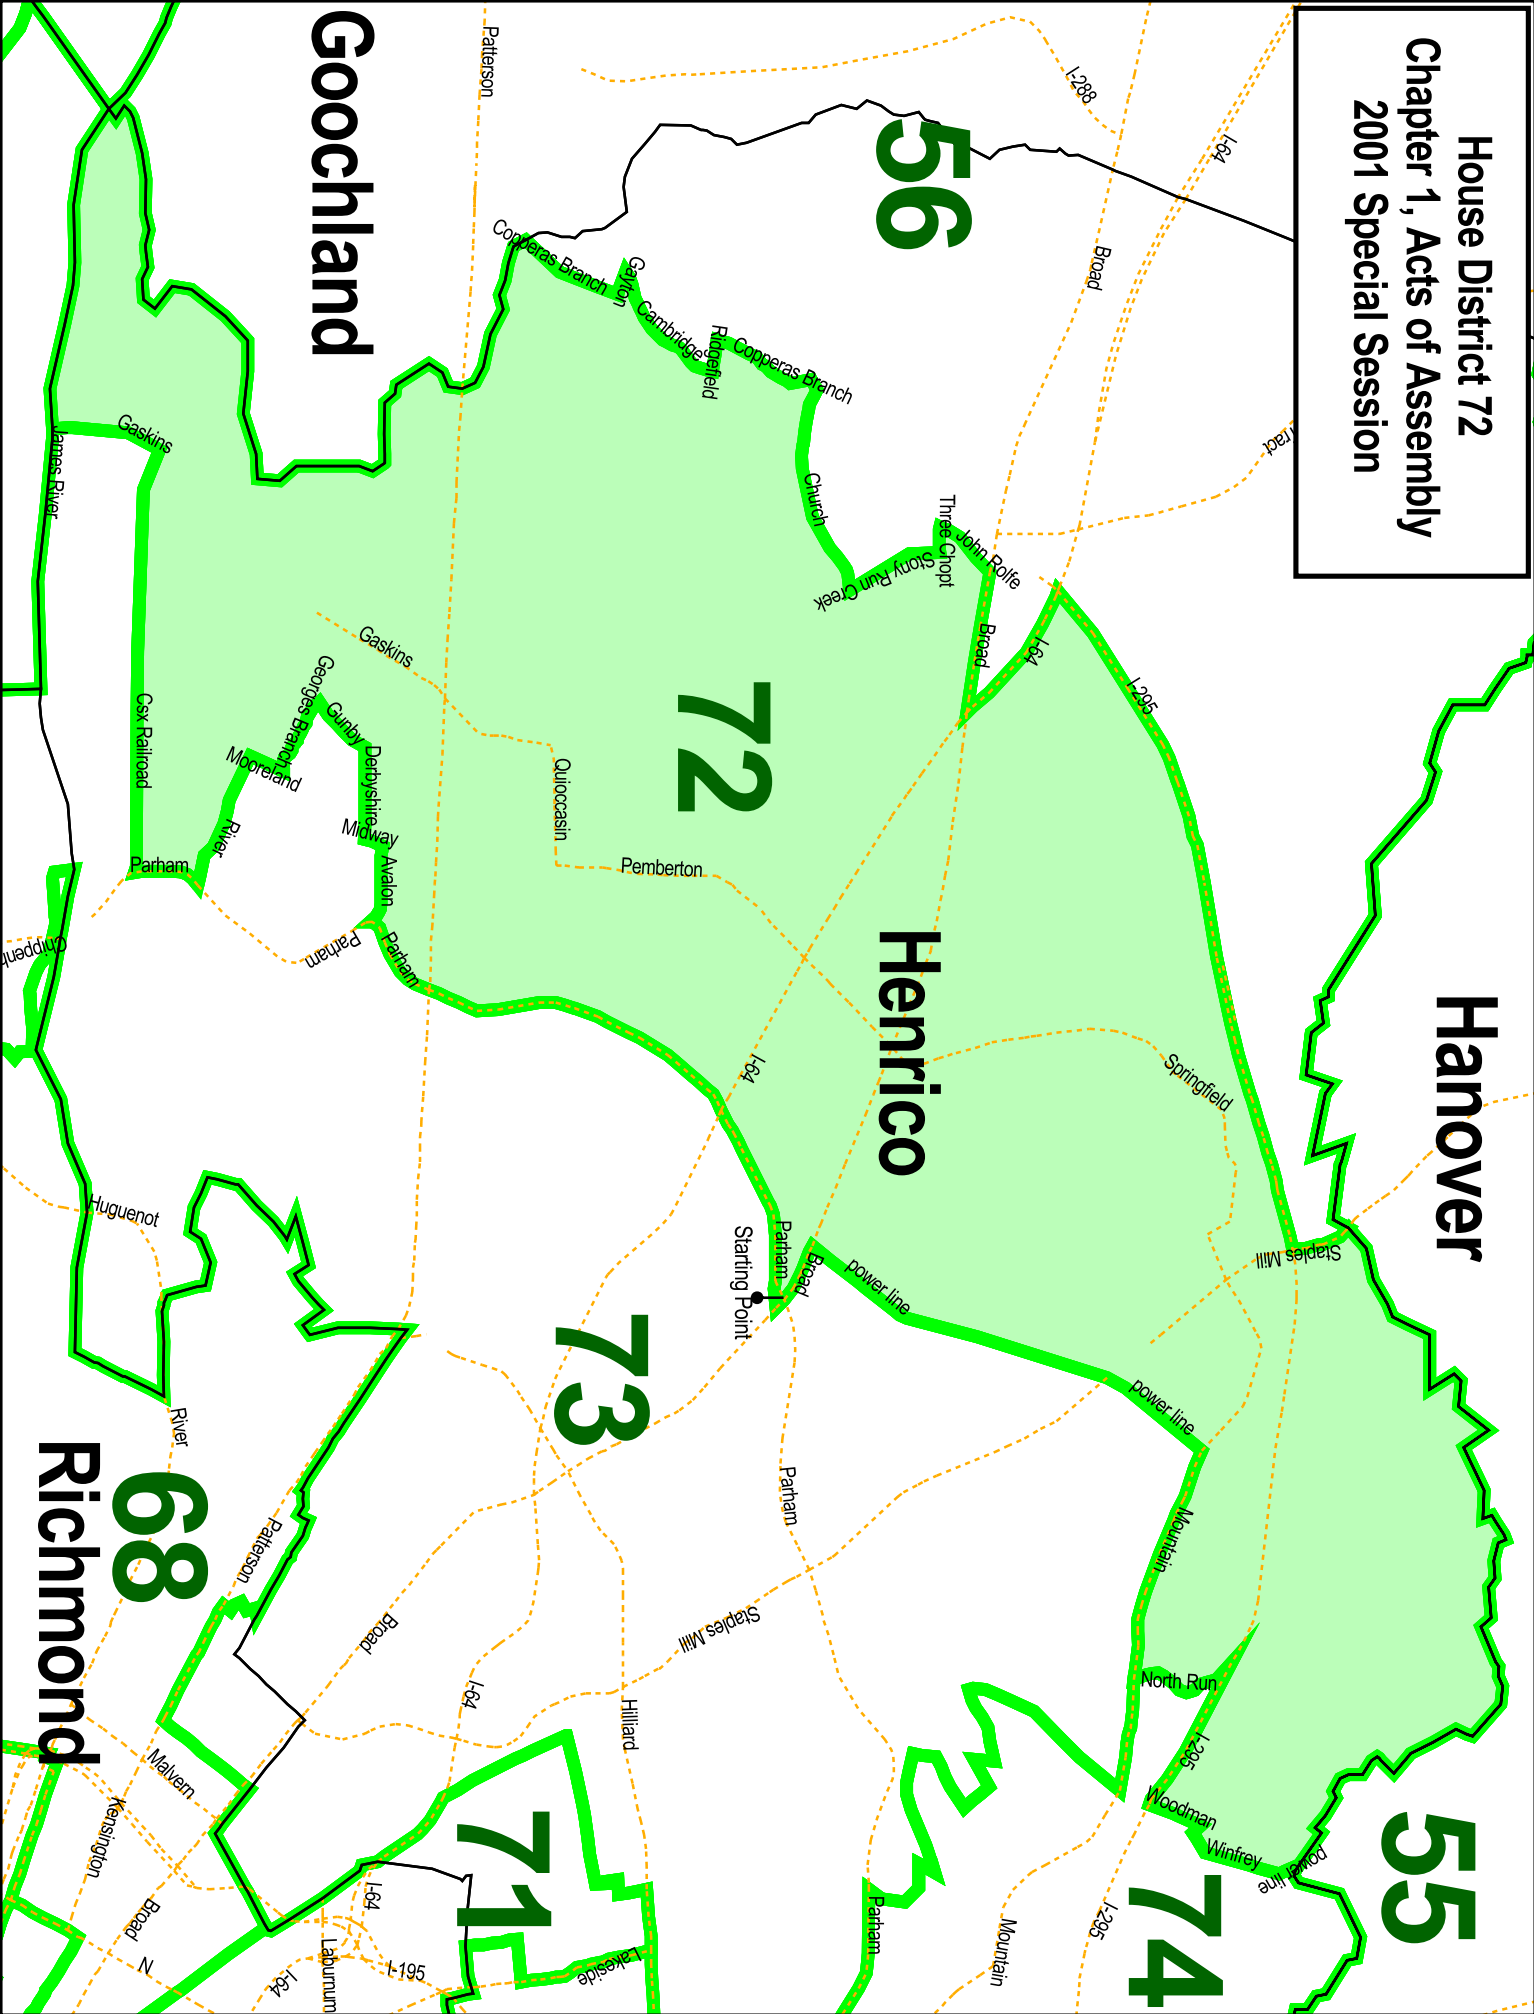 House District 72
Chapter 1, Acts of Assembly
2001 Special Session
Goochland
Patterson
I-288
I-64
56
Broad
Copperas Branch
Gayton
Cambridge
Ridgefield
Copperas Branch
Church
Stony Run Creek
Three Chopt
John Rolfe
Broad
I-64
I-295
Gaskins
James River
Csx Railroad
Gaskins
Georges Branch
Gunby
Derbyshire
Mooreland
Midway
Avalon
River
Parham
Parham
Parham
Quioccasin
Pemberton
72
Henrico
Hanover
Springfield
I-64
Staples Mill
Parham
Broad
Starting Point
power line
power line
Huguenot
River
73
68
Richmond
Patterson
Broad
I-64
Parham
Staples Mill
Hilliard
Mountain
North Run
I-295
Woodman
Winfrey
power line
55
74
71
Malvern
Kensington
Broad
N
I-64
I-64
Laburnum
I-195
Lakeside
Parham
Mountain
I-295